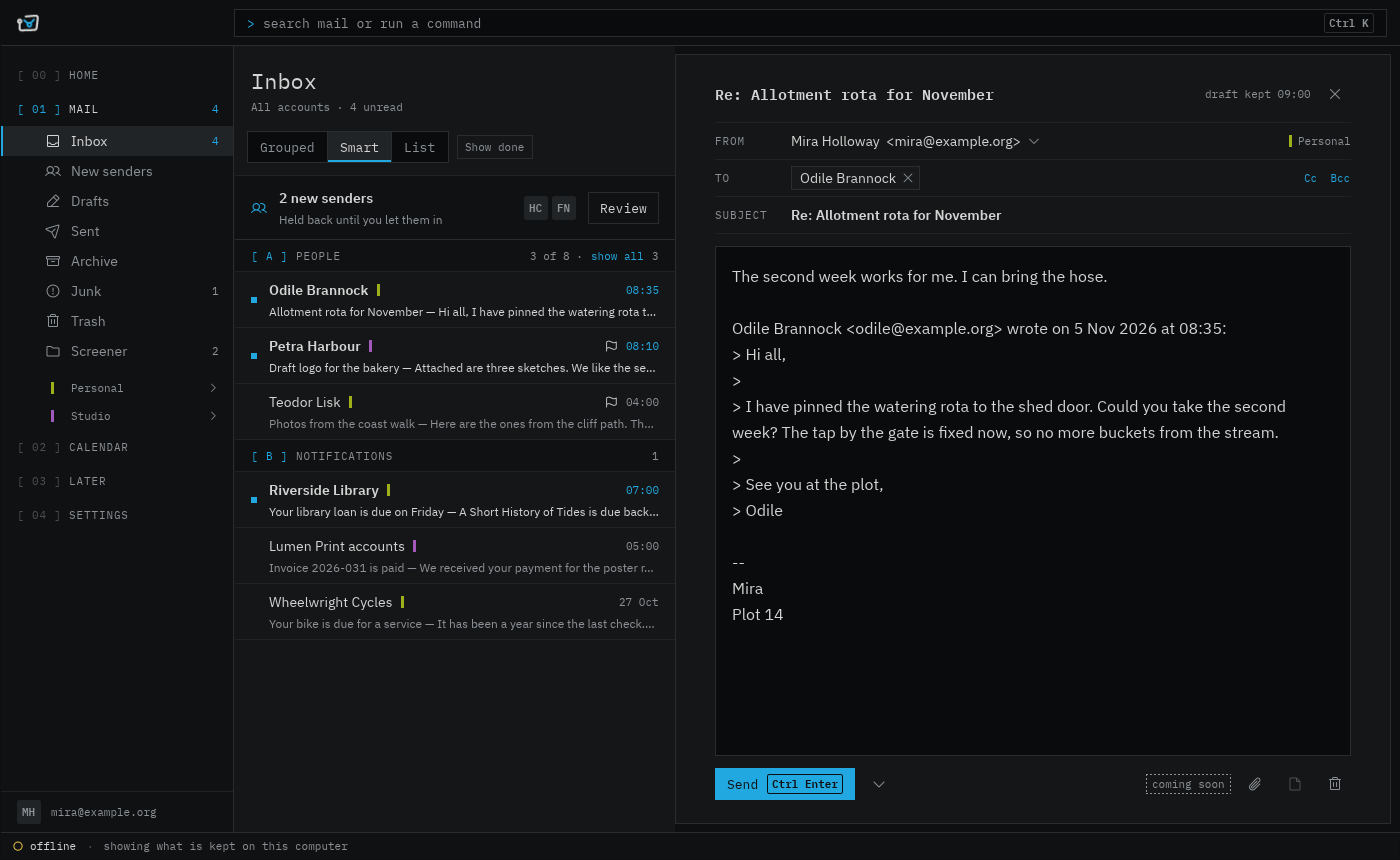 > search mail or run a command
Ctrl K
[ 00 ] HOME
[ 01 ] MAIL 4
Inbox 4
New senders
Drafts
Sent
Archive
Junk 1
Trash
Screener 2
Personal
Studio
[ 02 ] CALENDAR
[ 03 ] LATER
[ 04 ] SETTINGS
MH mira@example.org
Inbox
All accounts · 4 unread
Grouped Smart List Show done
2 new senders
Held back until you let them in
HC FN Review
[ A ] PEOPLE 3 of 8 · show all 3
Odile Brannock 08:35
Allotment rota for November — Hi all, I have pinned the watering rota t…
Petra Harbour 08:10
Draft logo for the bakery — Attached are three sketches. We like the se…
Teodor Lisk 04:00
Photos from the coast walk — Here are the ones from the cliff path. Th…
[ B ] NOTIFICATIONS 1
Riverside Library 07:00
Your library loan is due on Friday — A Short History of Tides is due back…
Lumen Print accounts 05:00
Invoice 2026-031 is paid — We received your payment for the poster r…
Wheelwright Cycles 27 Oct
Your bike is due for a service — It has been a year since the last check.…
Re: Allotment rota for November draft kept 09:00
FROM Mira Holloway <mira@example.org> Personal
TO Odile Brannock Cc Bcc
SUBJECT Re: Allotment rota for November
The second week works for me. I can bring the hose.
Odile Brannock <odile@example.org> wrote on 5 Nov 2026 at 08:35:
> Hi all,
>
> I have pinned the watering rota to the shed door. Could you take the second
week? The tap by the gate is fixed now, so no more buckets from the stream.
>
> See you at the plot,
> Odile
--
Mira
Plot 14
Send Ctrl Enter
coming soon
offline · showing what is kept on this computer